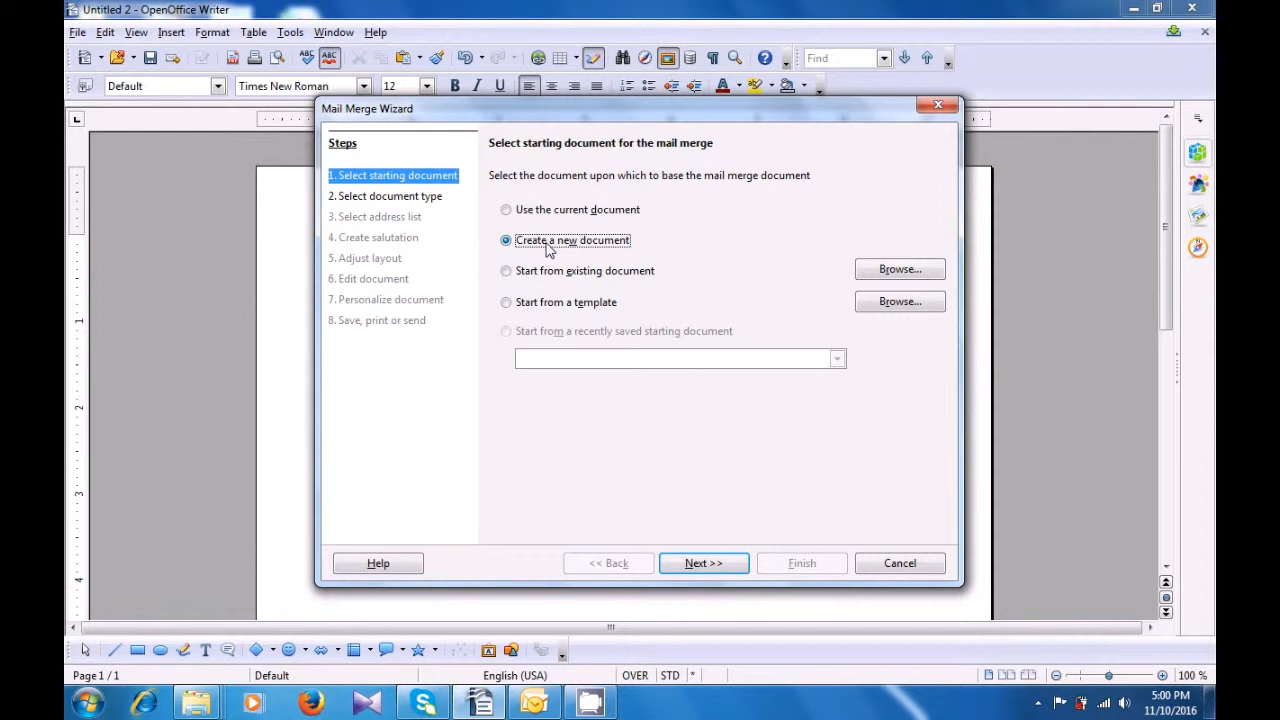 Untitled 2 - OpenOffice Writer
File Edit View Insert Format Table Tools Window Help
Find
Default Times New Roman 12 B I U
Mail Merge Wizard
Steps
1. Select starting document
2. Select document type
3. Select address list
4. Create salutation
5. Adjust layout
6. Edit document
7. Personalize document
8. Save, print or send
Select starting document for the mail merge
Select the document upon which to base the mail merge document
Use the current document
Create a new document
Start from existing document
Browse...
Start from a template
Browse...
Start from a recently saved starting document
Help << Back Next >> Finish Cancel
1
2
3
4
Page 1 / 1 Default English (USA) OVER STD * 100 %
5:00 PM
11/10/2016